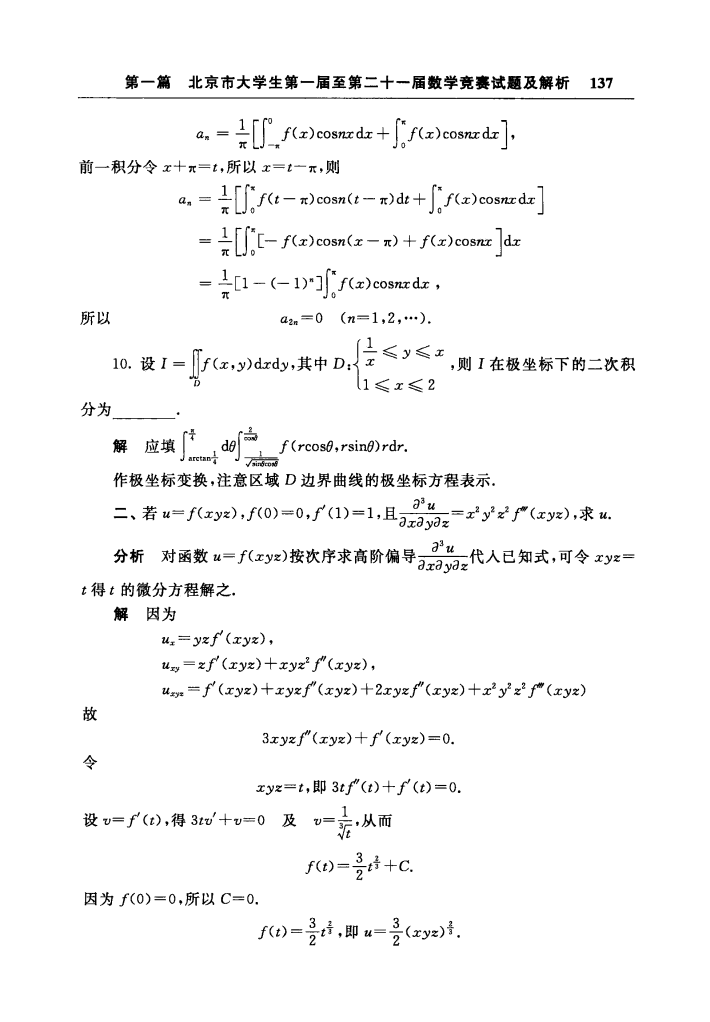 第一篇 北京市大学生第一届至第二十一届数学竞赛试题及解析 137
$a_n = \frac{1}{\pi}\left[\int_{-\pi}^{0} f(x)\cos nx\,dx + \int_{0}^{\pi} f(x)\cos nx\,dx\right],$
前一积分令 $x+\pi=t$,所以 $x=t-\pi$,则
$a_n = \frac{1}{\pi}\left[\int_{0}^{\pi} f(t-\pi)\cos n(t-\pi)dt + \int_{0}^{\pi} f(x)\cos nx\,dx\right]$
$= \frac{1}{\pi}\left[\int_{0}^{\pi} [-f(x)\cos n(x-\pi) + f(x)\cos nx\right]dx$
$= \frac{1}{\pi}[1-(-1)^n]\int_{0}^{\pi} f(x)\cos nx\,dx,$
所以 $a_{2n}=0 \quad (n=1,2,\cdots).$
10. 设 $I = \iint_D f(x,y)dxdy$,其中 $D:\begin{cases}\frac{1}{x} \leqslant y \leqslant x \\ 1 \leqslant x \leqslant 2\end{cases}$,则 $I$ 在极坐标下的二次积
分为______.
解 应填 $\int_{\arctan\frac{1}{4}}^{\frac{\pi}{4}} d\theta \int_{\frac{1}{\sqrt{\sin\theta\cos\theta}}}^{\frac{2}{\cos\theta}} f(r\cos\theta,r\sin\theta)rdr.$
作极坐标变换,注意区域 D 边界曲线的极坐标方程表示.
二、若 $u=f(xyz),f(0)=0,f'(1)=1$,且 $\frac{\partial^3 u}{\partial x\partial y\partial z}=x^2y^2z^2f'''(xyz)$,求 $u$.
分析 对函数 $u=f(xyz)$按次序求高阶偏导 $\frac{\partial^3 u}{\partial x\partial y\partial z}$代人已知式,可令 $xyz=$
$t$ 得 $t$ 的微分方程解之.
解 因为
$u_x=yzf'(xyz),$
$u_{xy}=zf'(xyz)+xyz^2f''(xyz),$
$u_{xyz}=f'(xyz)+xyzf''(xyz)+2xyzf''(xyz)+x^2y^2z^2f'''(xyz)$
故
$3xyzf''(xyz)+f'(xyz)=0.$
令
$xyz=t$,即 $3tf''(t)+f'(t)=0.$
设 $v=f'(t)$,得 $3tv'+v=0$ 及 $v=\frac{1}{\sqrt[3]{t}}$,从而
$f(t)=\frac{3}{2}t^{\frac{2}{3}}+C.$
因为 $f(0)=0$,所以 $C=0.$
$f(t)=\frac{3}{2}t^{\frac{2}{3}}$,即 $u=\frac{3}{2}(xyz)^{\frac{2}{3}}.$